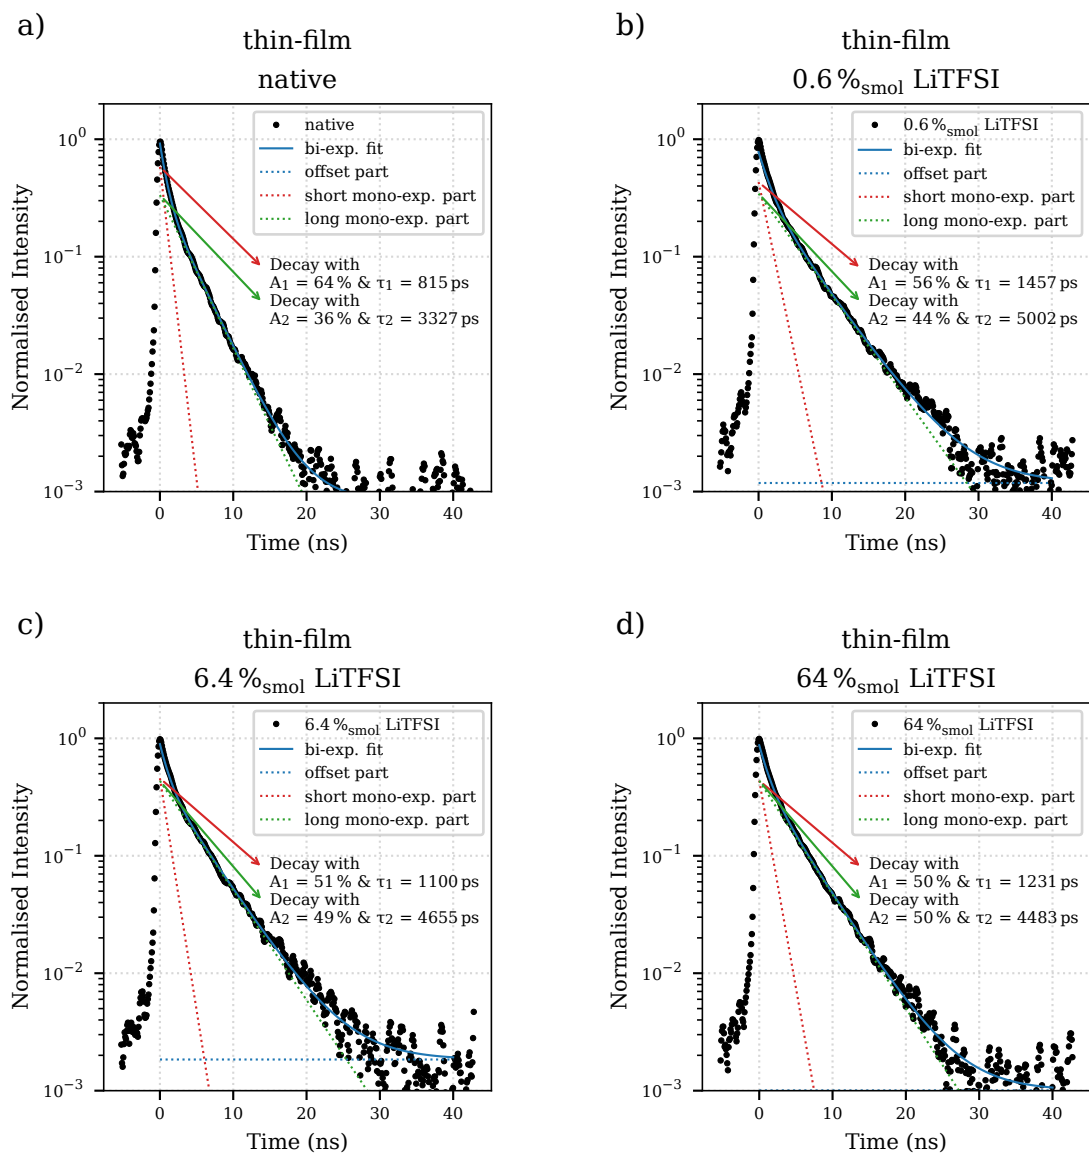 a)
thin-film
native
10⁰
10⁻¹
10⁻²
10⁻³
Normalised Intensity
native
bi-exp. fit
offset part
short mono-exp. part
long mono-exp. part
Decay with
A₁ = 64 % & τ₁ = 815 ps
Decay with
A₂ = 36 % & τ₂ = 3327 ps
0 10 20 30 40
Time (ns)
b)
thin-film
0.6 %smol LiTFSI
10⁰
10⁻¹
10⁻²
10⁻³
Normalised Intensity
0.6 %smol LiTFSI
bi-exp. fit
offset part
short mono-exp. part
long mono-exp. part
Decay with
A₁ = 56 % & τ₁ = 1457 ps
Decay with
A₂ = 44 % & τ₂ = 5002 ps
0 10 20 30 40
Time (ns)
c)
thin-film
6.4 %smol LiTFSI
10⁰
10⁻¹
10⁻²
10⁻³
Normalised Intensity
6.4 %smol LiTFSI
bi-exp. fit
offset part
short mono-exp. part
long mono-exp. part
Decay with
A₁ = 51 % & τ₁ = 1100 ps
Decay with
A₂ = 49 % & τ₂ = 4655 ps
0 10 20 30 40
Time (ns)
d)
thin-film
64 %smol LiTFSI
10⁰
10⁻¹
10⁻²
10⁻³
Normalised Intensity
64 %smol LiTFSI
bi-exp. fit
offset part
short mono-exp. part
long mono-exp. part
Decay with
A₁ = 50 % & τ₁ = 1231 ps
Decay with
A₂ = 50 % & τ₂ = 4483 ps
0 10 20 30 40
Time (ns)